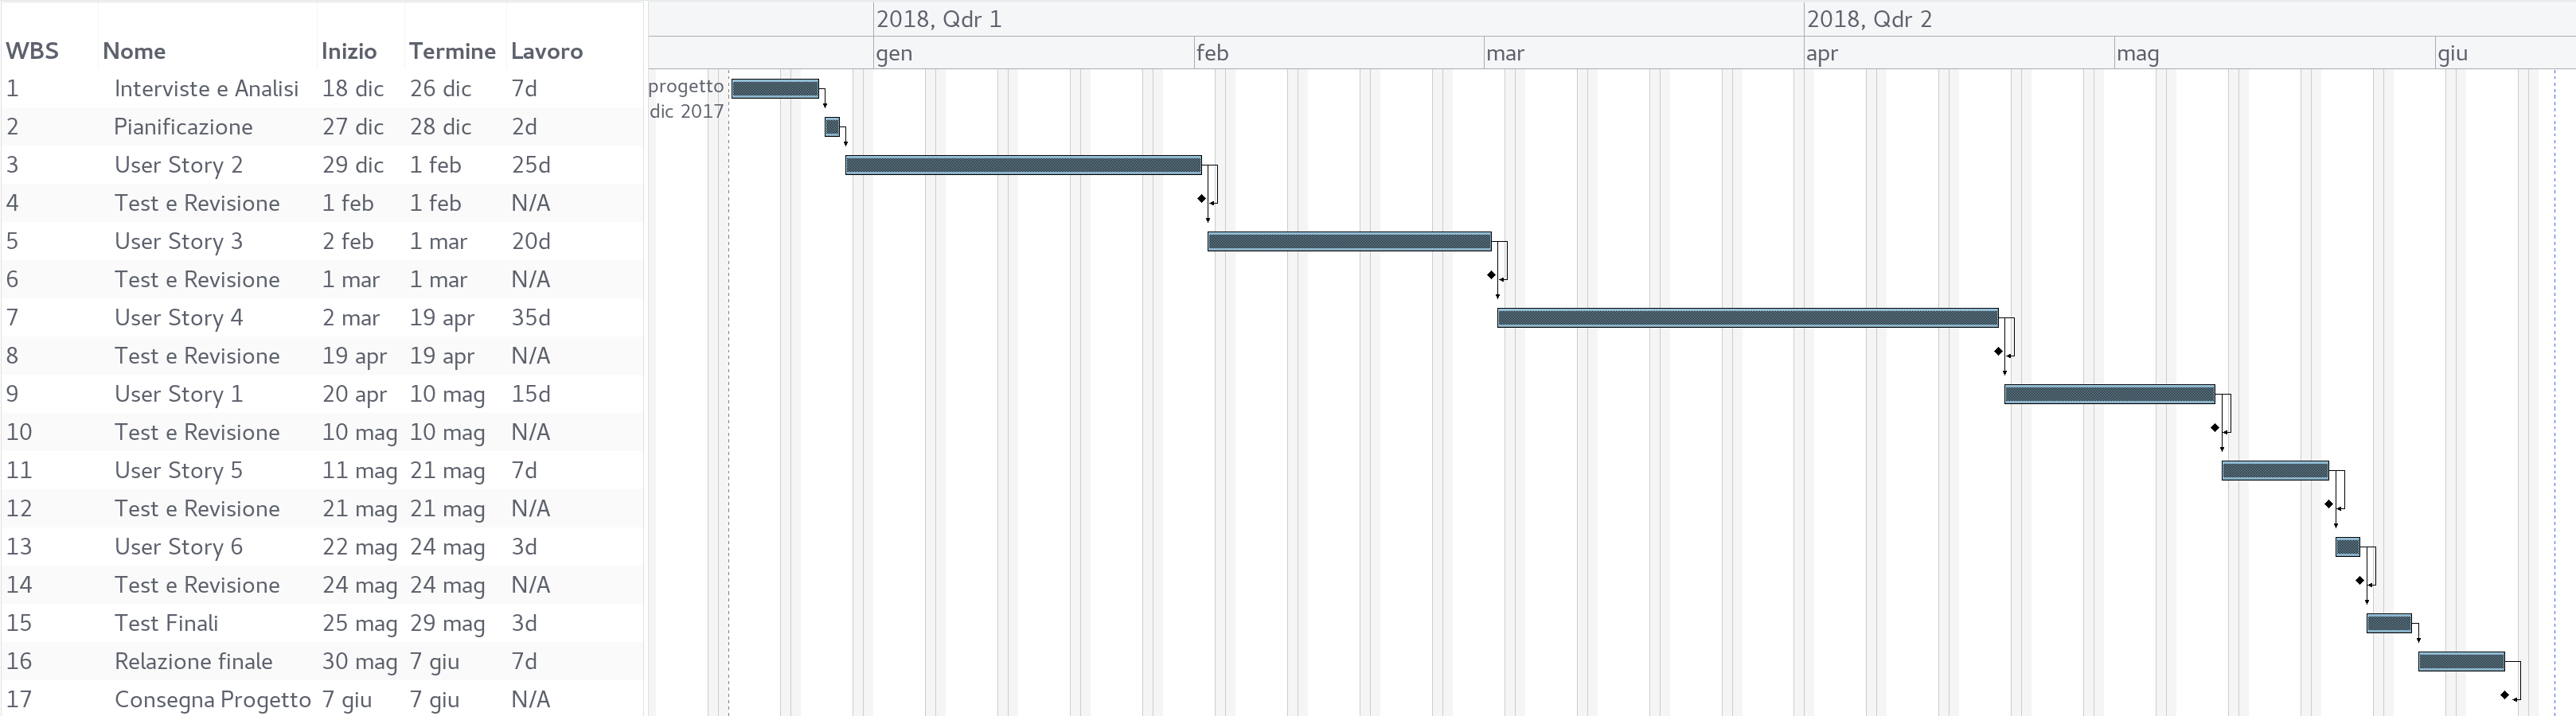 2018, Qdr 1 2018, Qdr 2
WBS Nome Inizio Termine Lavoro gen feb mar apr mag giu
1 Interviste e Analisi 18 dic 26 dic 7d progetto
dic 2017
2 Pianificazione 27 dic 28 dic 2d
3 User Story 2 29 dic 1 feb 25d
4 Test e Revisione 1 feb 1 feb N/A
5 User Story 3 2 feb 1 mar 20d
6 Test e Revisione 1 mar 1 mar N/A
7 User Story 4 2 mar 19 apr 35d
8 Test e Revisione 19 apr 19 apr N/A
9 User Story 1 20 apr 10 mag 15d
10 Test e Revisione 10 mag 10 mag N/A
11 User Story 5 11 mag 21 mag 7d
12 Test e Revisione 21 mag 21 mag N/A
13 User Story 6 22 mag 24 mag 3d
14 Test e Revisione 24 mag 24 mag N/A
15 Test Finali 25 mag 29 mag 3d
16 Relazione finale 30 mag 7 giu 7d
17 Consegna Progetto 7 giu 7 giu N/A